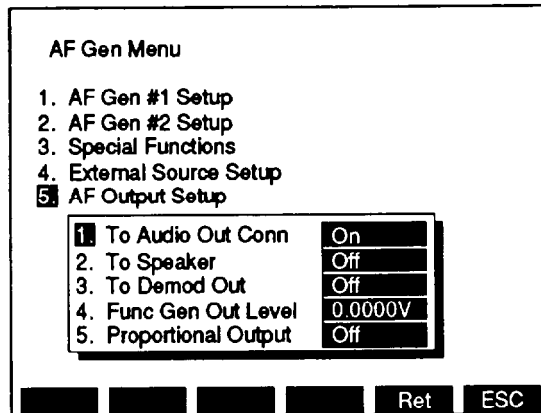 AF Gen Menu
1. AF Gen #1 Setup
2. AF Gen #2 Setup
3. Special Functions
4. External Source Setup
5. AF Output Setup
1. To Audio Out Conn On
2. To Speaker Off
3. To Demod Out Off
4. Func Gen Out Level 0.0000V
5. Proportional Output Off
Ret ESC